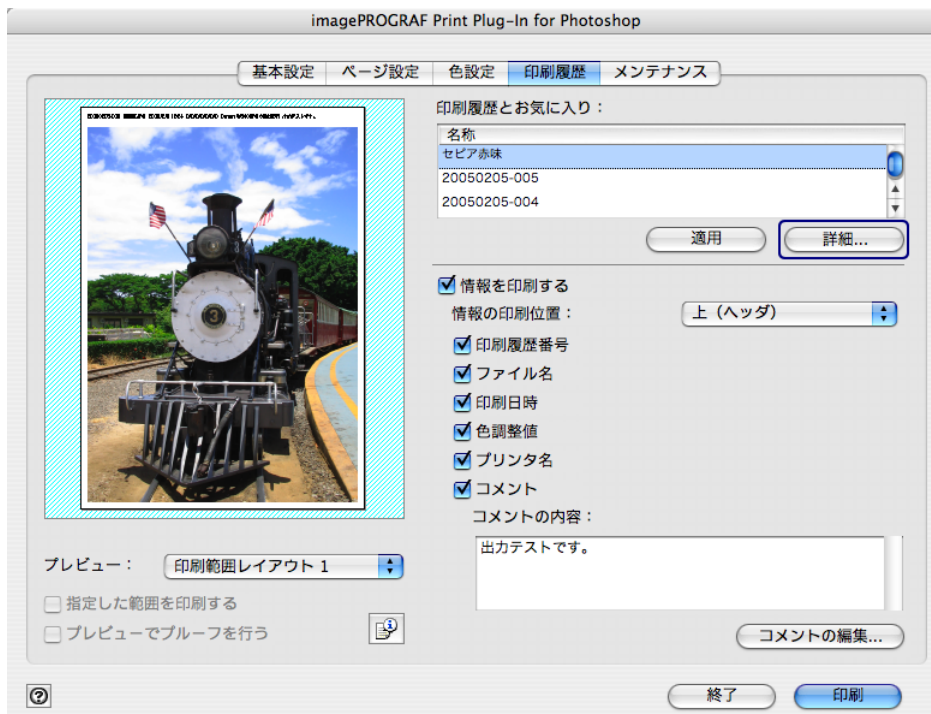 imagePROGRAF Print Plug-In for Photoshop
基本設定 ページ設定 色設定 印刷履歴 メンテナンス
印刷履歴とお気に入り：
名称
セピア赤味
20050205-005
20050205-004
適用 詳細...
情報を印刷する
情報の印刷位置： 上（ヘッダ）
印刷履歴番号
ファイル名
印刷日時
色調整値
プリンタ名
コメント
コメントの内容：
出力テストです。
プレビュー： 印刷範囲レイアウト 1
指定した範囲を印刷する
プレビューでプルーフを行う
コメントの編集...
終了 印刷
3
?